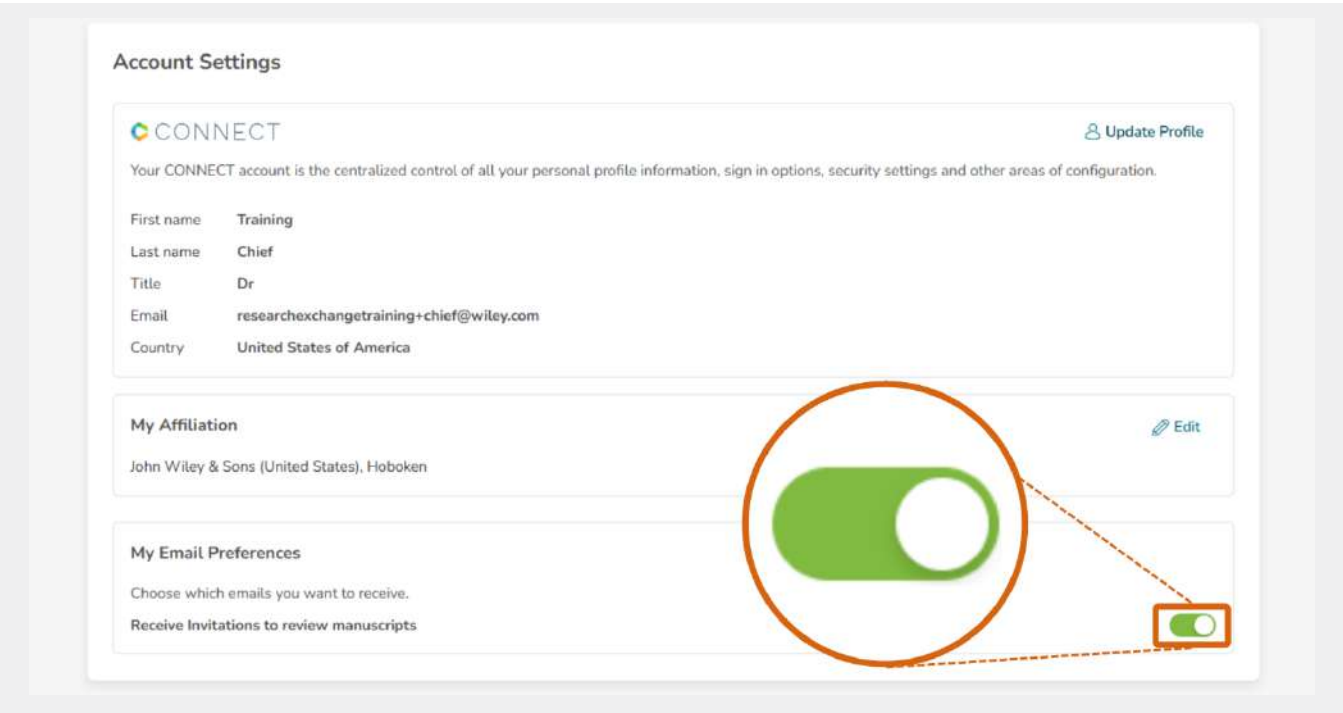 Account Settings
CONNECT
Update Profile
Your CONNECT account is the centralized control of all your personal profile information, sign in options, security settings and other areas of configuration.
First name Training
Last name Chief
Title Dr
Email researchexchangetraining+chief@wiley.com
Country United States of America
My Affiliation
Edit
John Wiley & Sons (United States), Hoboken
My Email Preferences
Choose which emails you want to receive.
Receive Invitations to review manuscripts